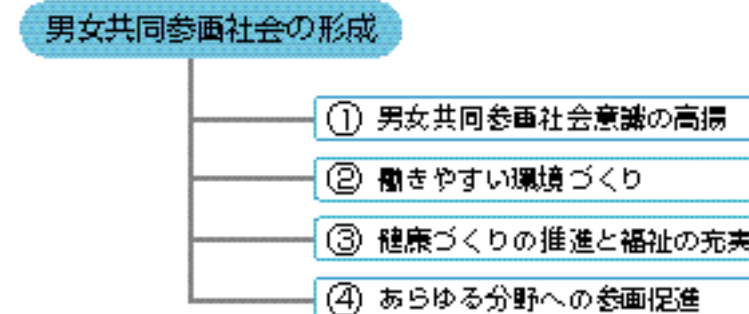 男女共同参画社会の形成
① 男女共同参画社会意識の高揚
② 働きやすい環境づくり
③ 健康づくりの推進と福祉の充実
④ あらゆる分野への参画促進